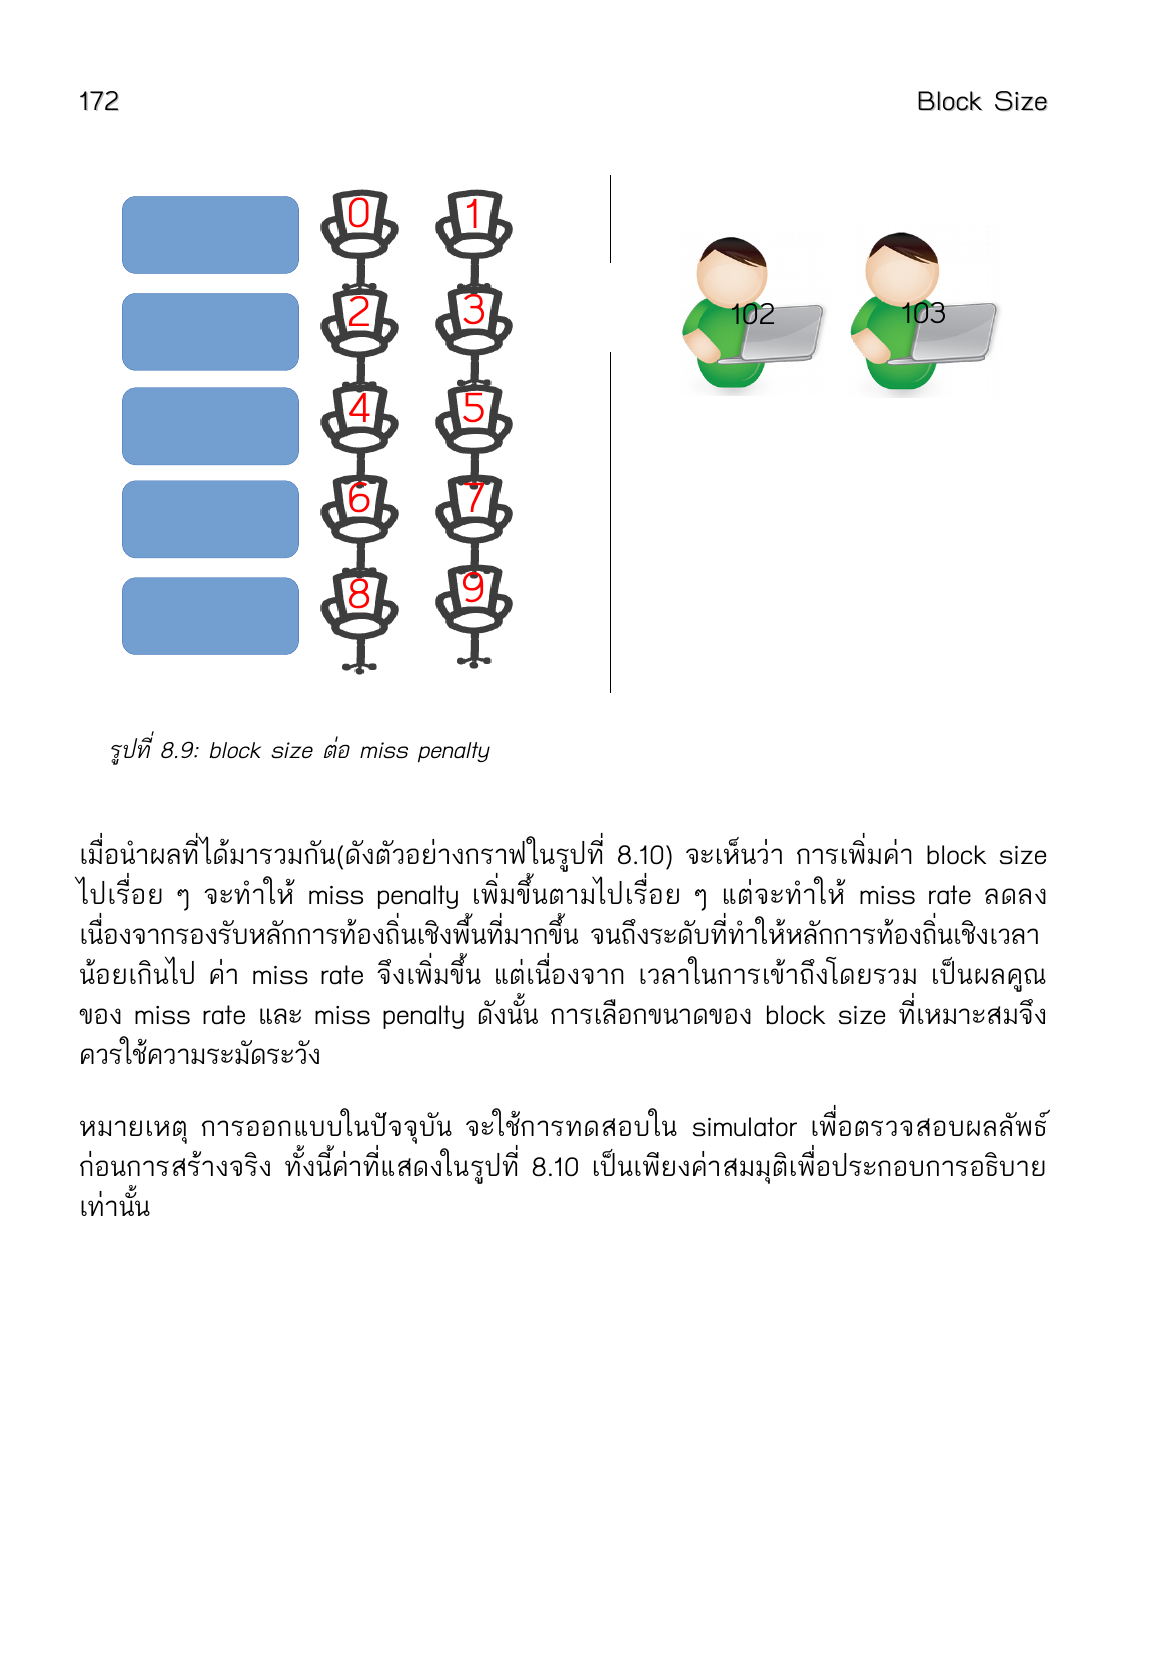 172 Block Size
0 1
2 3
4 5
6 7
8 9
102 103
รูปที่ 8.9: block size ต่อ miss penalty
เมื่อนำผลที่ได้มารวมกัน(ดังตัวอย่างกราฟในรูปที่ 8.10) จะเห็นว่า การเพิ่มค่า block size
ไปเรื่อย ๆ จะทำให้ miss penalty เพิ่มขึ้นตามไปเรื่อย ๆ แต่จะทำให้ miss rate ลดลง
เนื่องจากรองรับหลักการท้องถิ่นเชิงพื้นที่มากขึ้น จนถึงระดับที่ทำให้หลักการท้องถิ่นเชิงเวลา
น้อยเกินไป ค่า miss rate จึงเพิ่มขึ้น แต่เนื่องจาก เวลาในการเข้าถึงโดยรวม เป็นผลคูณ
ของ miss rate และ miss penalty ดังนั้น การเลือกขนาดของ block size ที่เหมาะสมจึง
ควรใช้ความระมัดระวัง
หมายเหตุ การออกแบบในปัจจุบัน จะใช้การทดสอบใน simulator เพื่อตรวจสอบผลลัพธ์
ก่อนการสร้างจริง ทั้งนี้ค่าที่แสดงในรูปที่ 8.10 เป็นเพียงค่าสมมุติเพื่อประกอบการอธิบาย
เท่านั้น